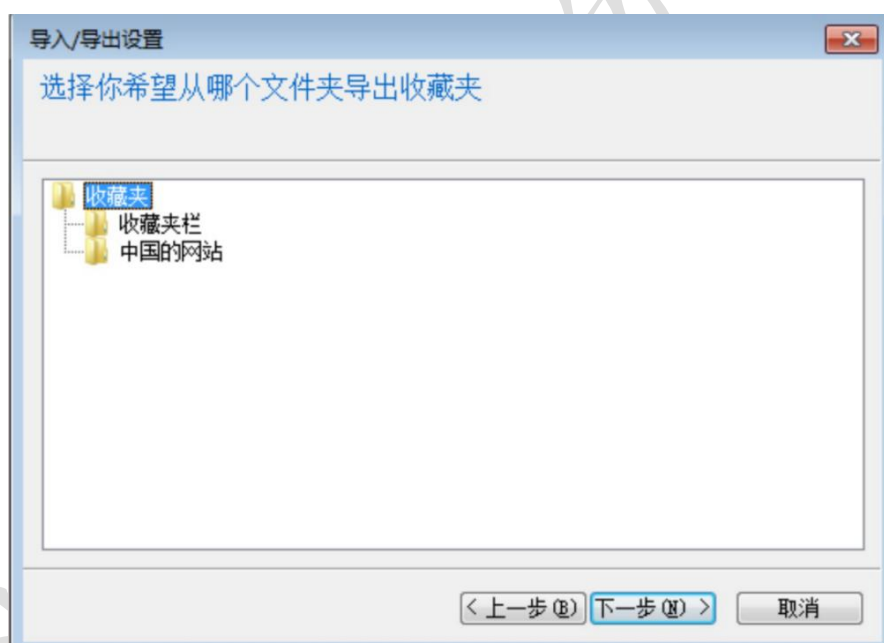 导入/导出设置
选择你希望从哪个文件夹导出收藏夹
收藏夹
收藏夹栏
中国的网站
< 上一步(B) 下一步(N) > 取消